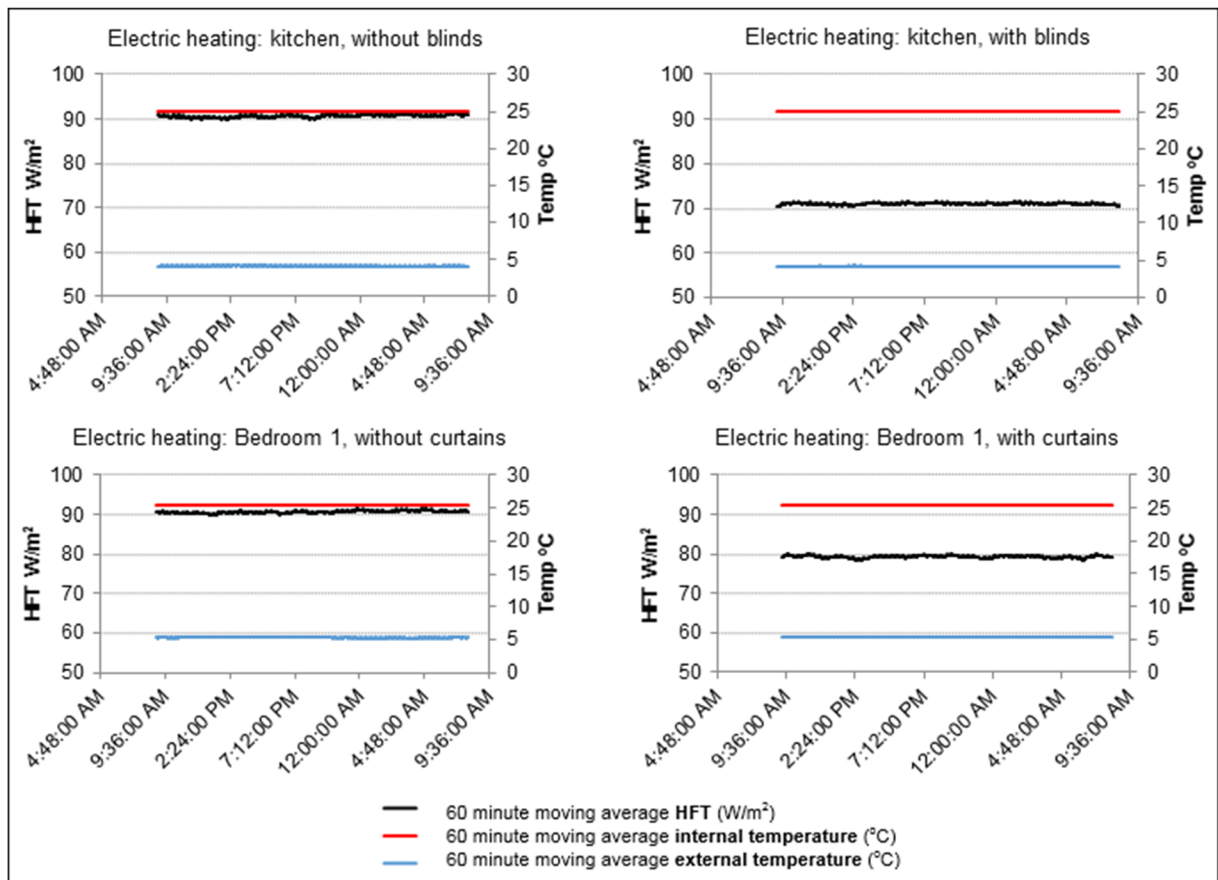 Electric heating: kitchen, without blinds
100
90
80
70
60
50
HFT W/m²
30
25
20
15
10
5
0
Temp ºC
4:48:00 AM
9:36:00 AM
2:24:00 PM
7:12:00 PM
12:00:00 AM
4:48:00 AM
9:36:00 AM
Electric heating: kitchen, with blinds
100
90
80
70
60
50
HFT W/m²
30
25
20
15
10
5
0
Temp ºC
4:48:00 AM
9:36:00 AM
2:24:00 PM
7:12:00 PM
12:00:00 AM
4:48:00 AM
9:36:00 AM
Electric heating: Bedroom 1, without curtains
100
90
80
70
60
50
HFT W/m²
30
25
20
15
10
5
0
Temp ºC
4:48:00 AM
9:36:00 AM
2:24:00 PM
7:12:00 PM
12:00:00 AM
4:48:00 AM
9:36:00 AM
Electric heating: Bedroom 1, with curtains
100
90
80
70
60
50
HFT W/m²
30
25
20
15
10
5
0
Temp ºC
4:48:00 AM
9:36:00 AM
2:24:00 PM
7:12:00 PM
12:00:00 AM
4:48:00 AM
9:36:00 AM
60 minute moving average HFT (W/m²)
60 minute moving average internal temperature (°C)
60 minute moving average external temperature (°C)